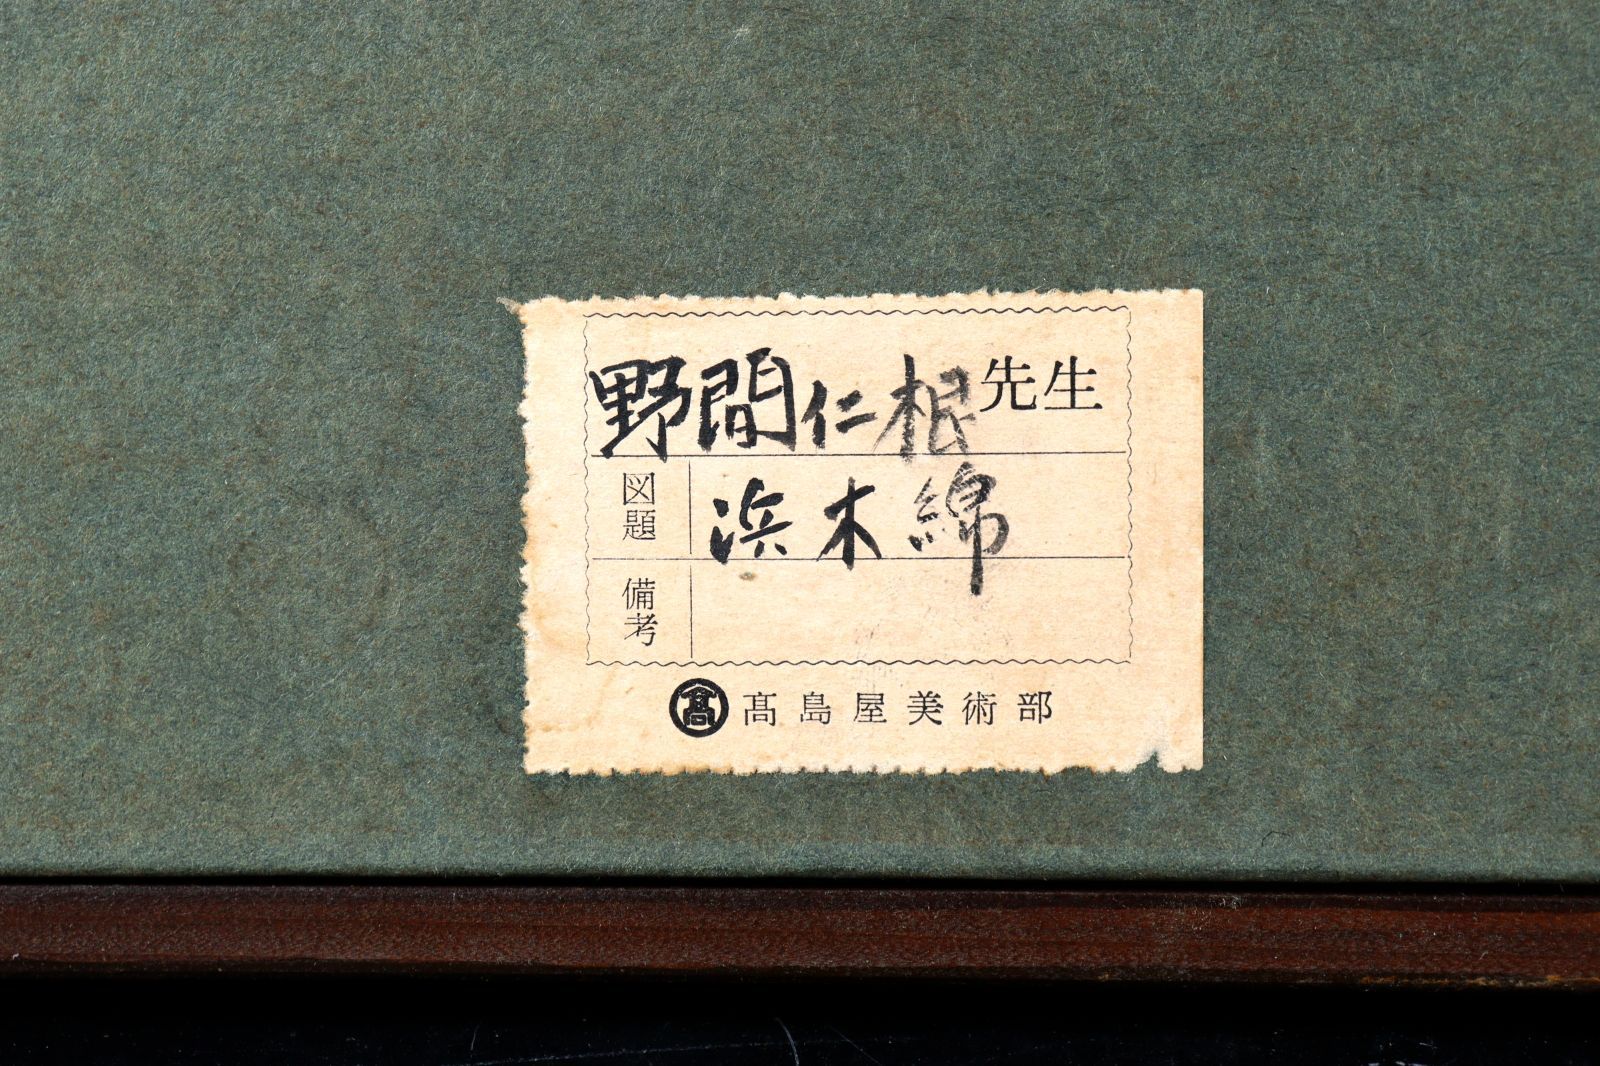 野間仁根先生
図題 浜木綿
備考
髙 髙島屋美術部